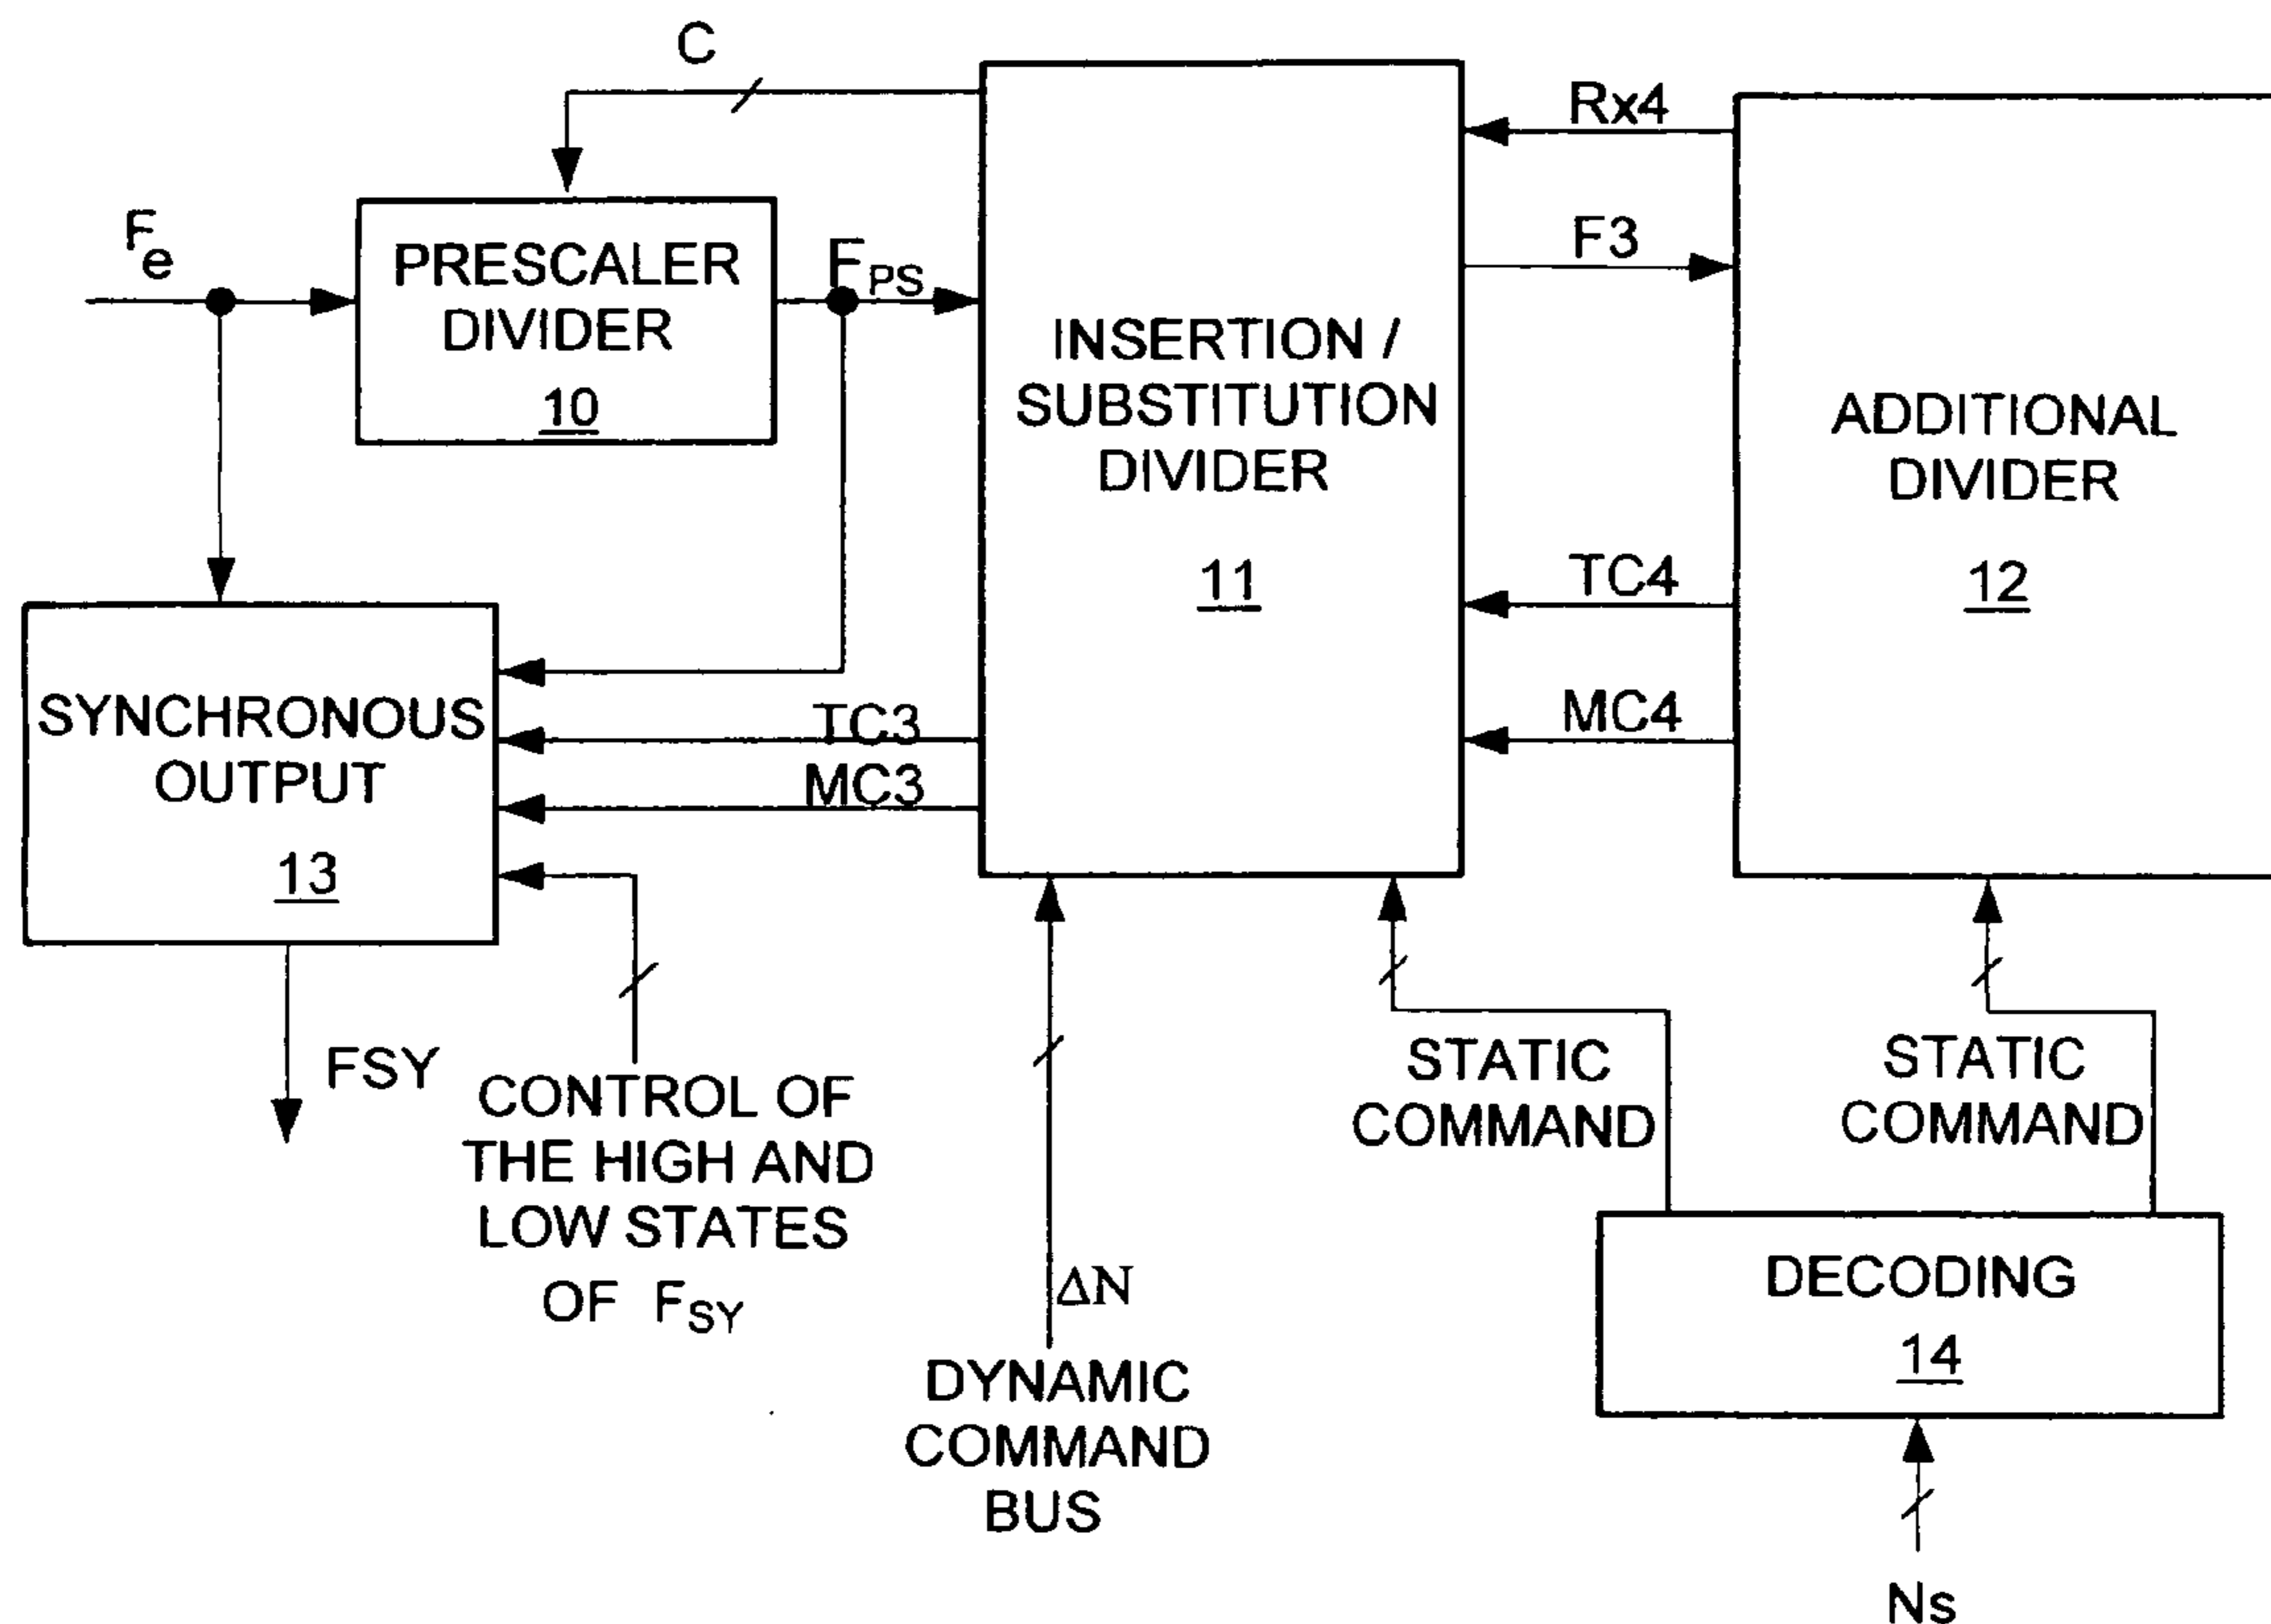 C
Rx4
Fe
PRESCALER
DIVIDER
10
FPS
INSERTION /
SUBSTITUTION
DIVIDER
11
F3
ADDITIONAL
DIVIDER
12
TC4
MC4
SYNCHRONOUS
OUTPUT
13
TC3
MC3
FSY
CONTROL OF
THE HIGH AND
LOW STATES
OF FSY
ΔN
DYNAMIC
COMMAND
BUS
STATIC
COMMAND
STATIC
COMMAND
DECODING
14
Ns